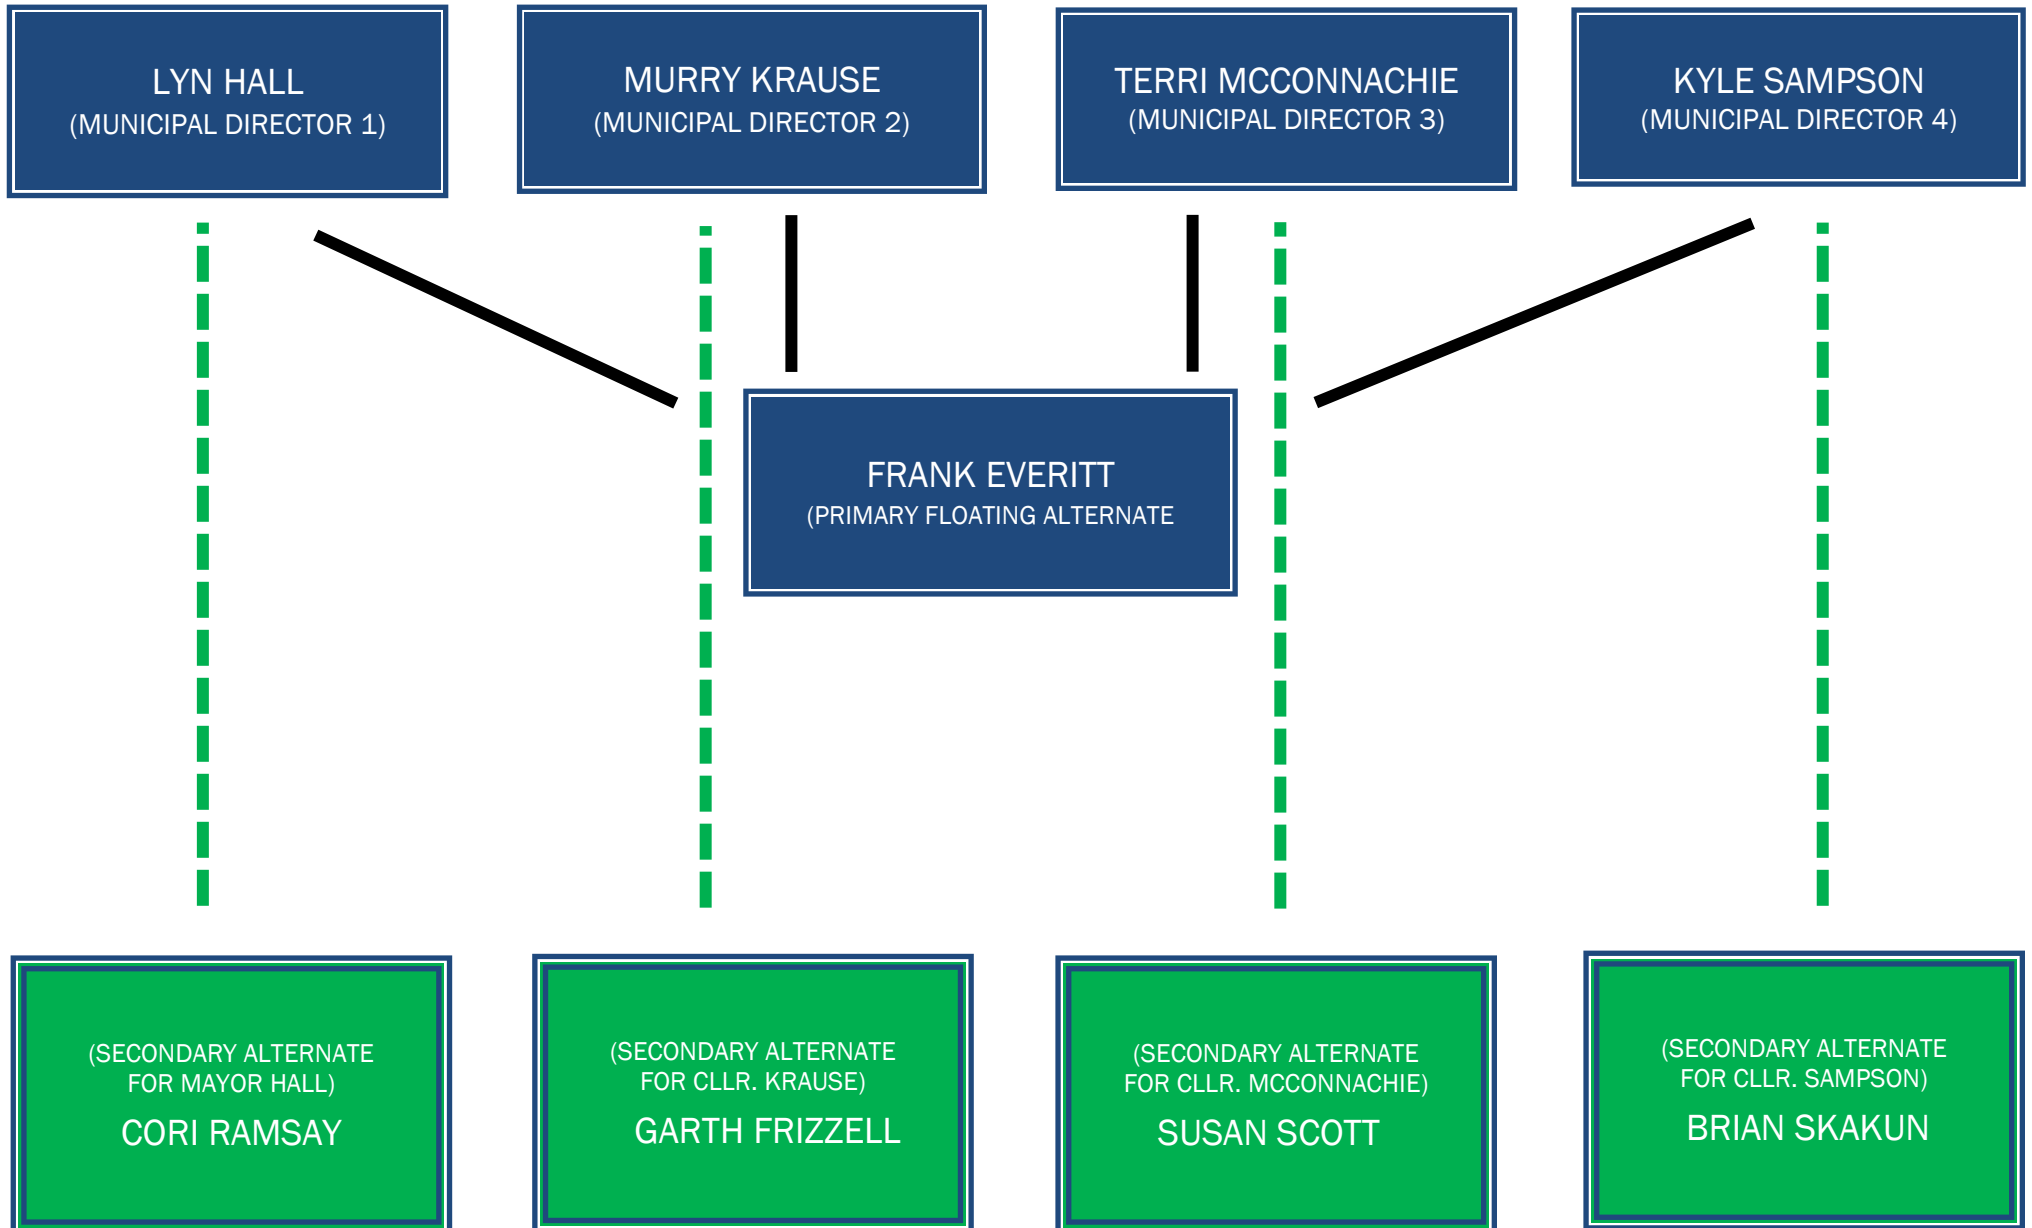 LYN HALL
(MUNICIPAL DIRECTOR 1)
MURRY KRAUSE
(MUNICIPAL DIRECTOR 2)
TERRI MCCONNACHIE
(MUNICIPAL DIRECTOR 3)
KYLE SAMPSON
(MUNICIPAL DIRECTOR 4)
FRANK EVERITT
(PRIMARY FLOATING ALTERNATE
(SECONDARY ALTERNATE
FOR MAYOR HALL)
CORI RAMSAY
(SECONDARY ALTERNATE
FOR CLLR. KRAUSE)
GARTH FRIZZELL
(SECONDARY ALTERNATE
FOR CLLR. MCCONNACHIE)
SUSAN SCOTT
(SECONDARY ALTERNATE
FOR CLLR. SAMPSON)
BRIAN SKAKUN